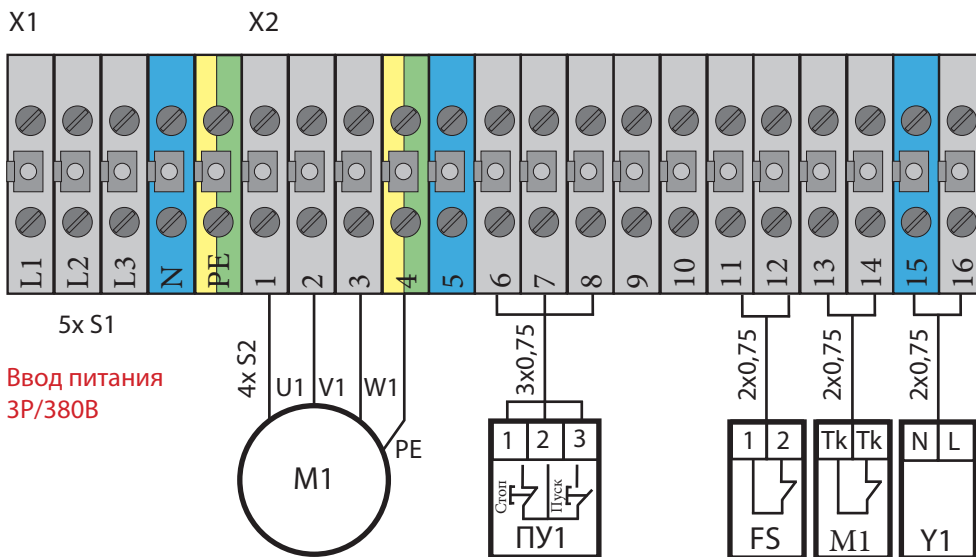 X1 X2
L1 L2 L3 N PE 1 2 3 4 5 6 7 8 9 10 11 12 13 14 15 16
5x S1
Ввод питания
3P/380В
4x S2
U1 V1 W1
PE
M1
3x0,75
1 2 3
Стоп
Пуск
ПУ1
2x0,75
1 2
FS
2x0,75
Tk Tk
M1
2x0,75
N L
Y1